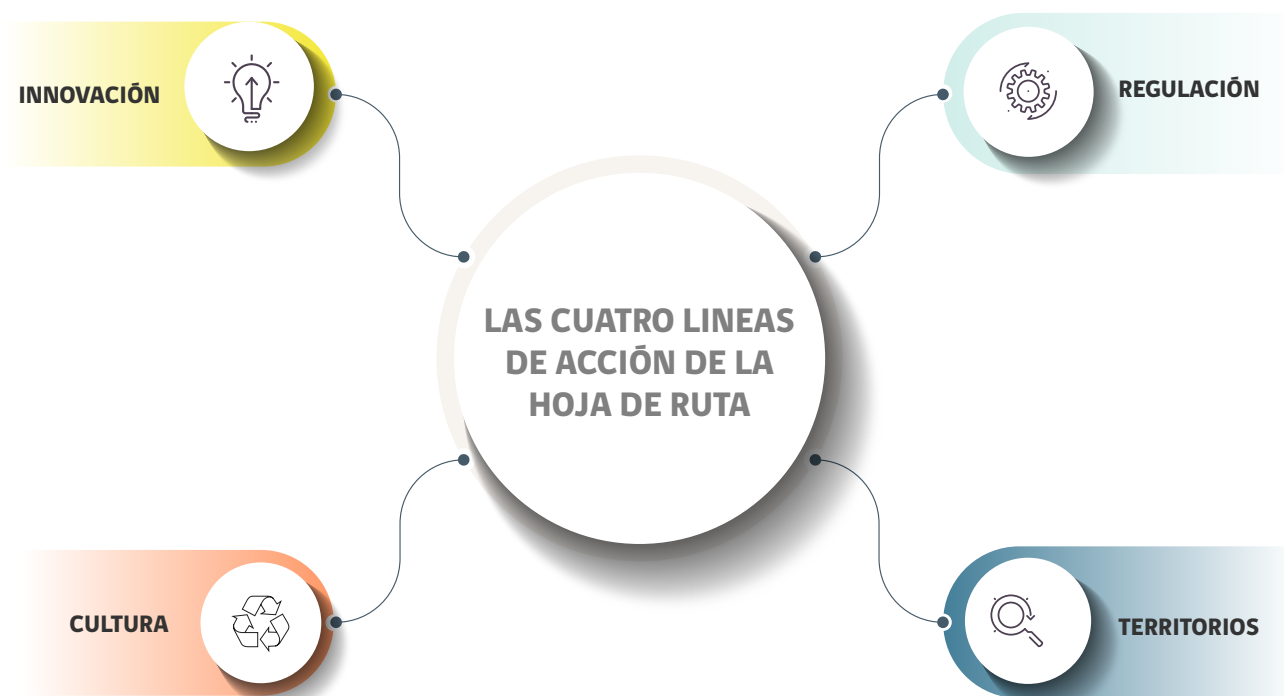 INNOVACIÓN
REGULACIÓN
LAS CUATRO LINEAS
DE ACCIÓN DE LA
HOJA DE RUTA
CULTURA
TERRITORIOS